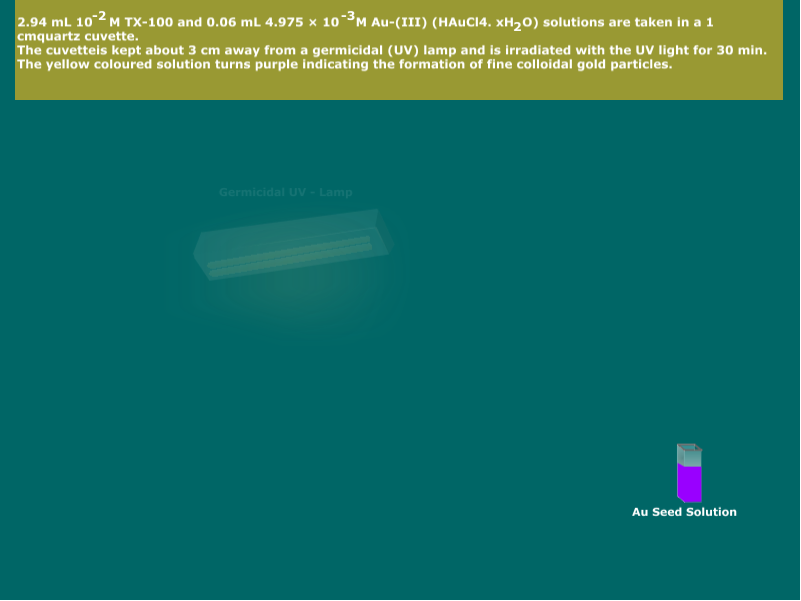 2.94 mL 10⁻² M TX-100 and 0.06 mL 4.975 × 10⁻³M Au-(III) (HAuCl4. xH₂O) solutions are taken in a 1
cmquartz cuvette.
The cuvetteIs kept about 3 cm away from a germicidal (UV) lamp and is irradiated with the UV light for 30 min.
The yellow coloured solution turns purple indicating the formation of fine colloidal gold particles.
Germicidal UV - Lamp
Au Seed Solution